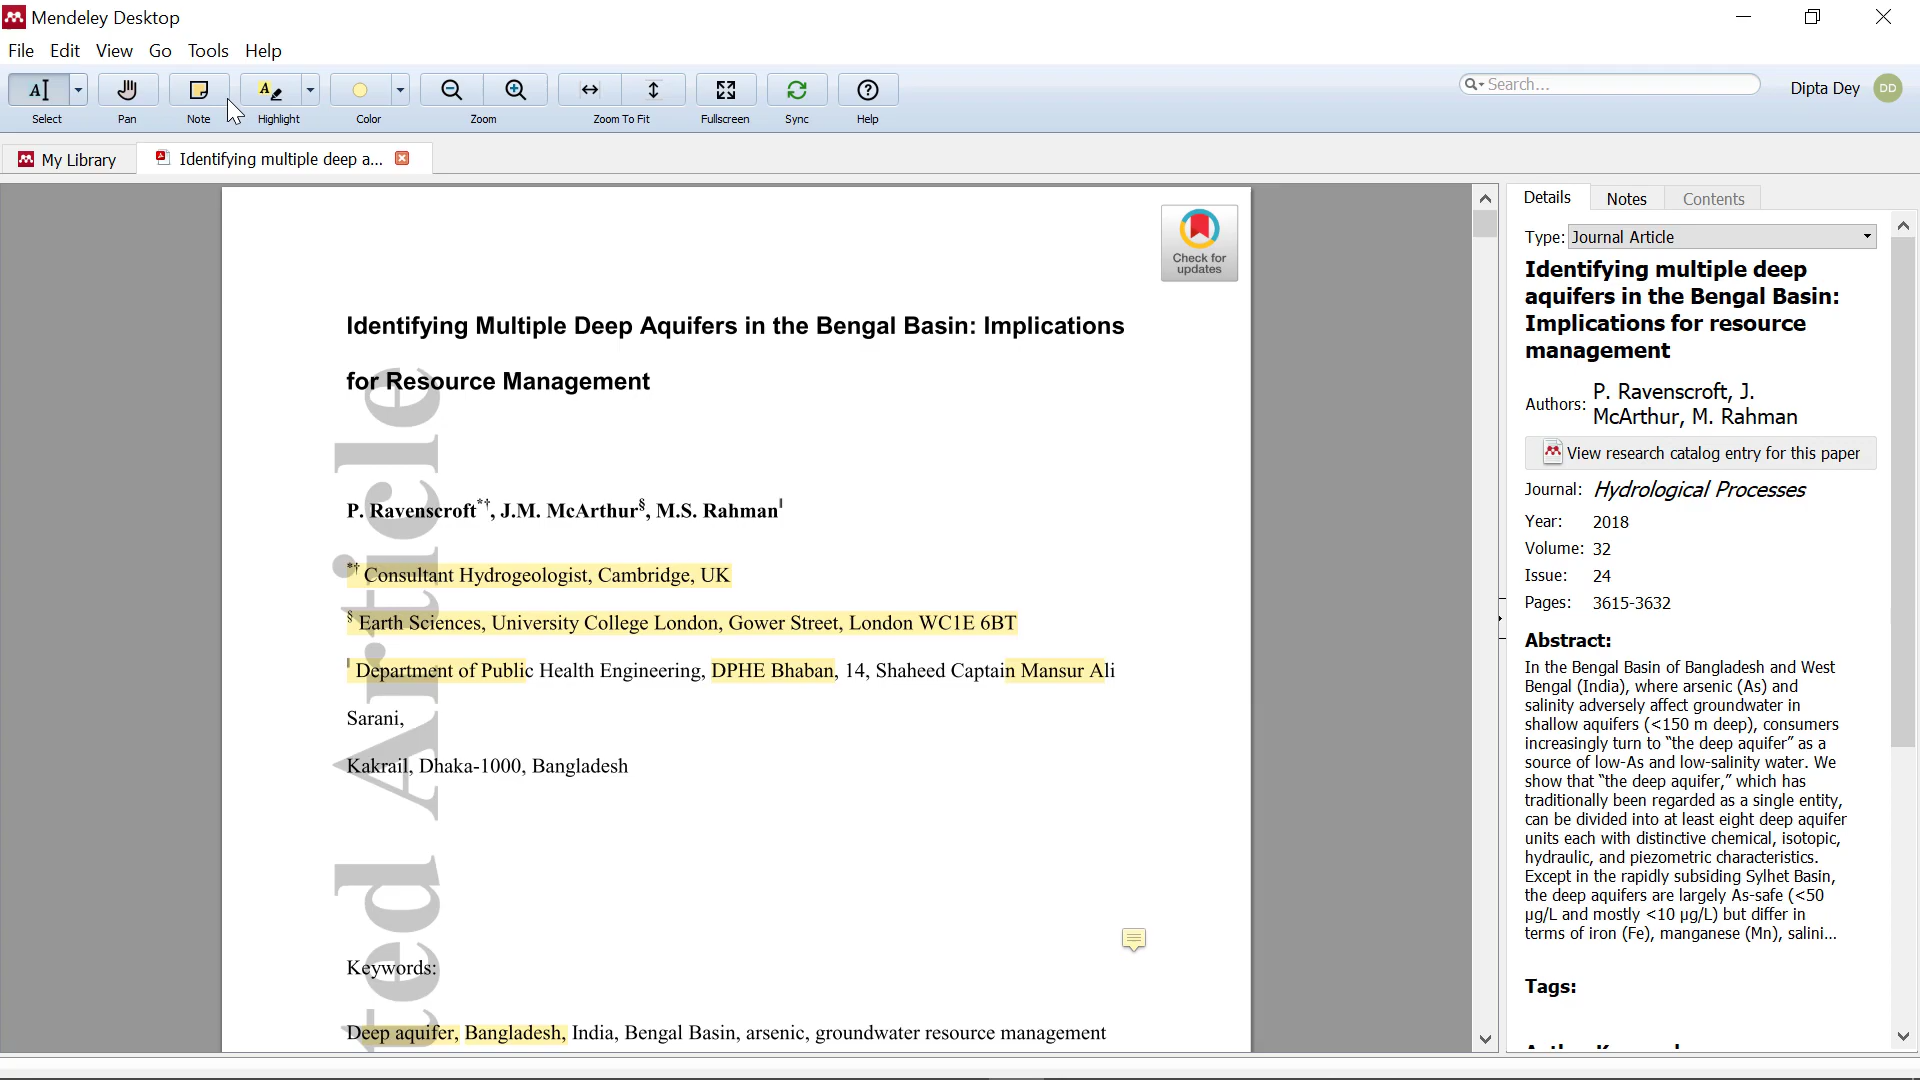 Mendeley Desktop
File Edit View Go Tools Help
Select Pan Note Highlight Color Zoom Zoom To Fit Fullscreen Sync Help
Search...
Dipta Dey DD
My Library Identifying multiple deep a...
Check for
updates
Identifying Multiple Deep Aquifers in the Bengal Basin: Implications
for Resource Management
P. Ravenscroft*†, J.M. McArthur§, M.S. Rahman‖
*† Consultant Hydrogeologist, Cambridge, UK
§ Earth Sciences, University College London, Gower Street, London WC1E 6BT
‖ Department of Public Health Engineering, DPHE Bhaban, 14, Shaheed Captain Mansur Ali
Sarani,
Kakrail, Dhaka-1000, Bangladesh
Keywords:
Deep aquifer, Bangladesh, India, Bengal Basin, arsenic, groundwater resource management
ted Article
Details Notes Contents
Type: Journal Article
Identifying multiple deep
aquifers in the Bengal Basin:
Implications for resource
management
Authors: P. Ravenscroft, J.
McArthur, M. Rahman
View research catalog entry for this paper
Journal: Hydrological Processes
Year: 2018
Volume: 32
Issue: 24
Pages: 3615-3632
Abstract:
In the Bengal Basin of Bangladesh and West
Bengal (India), where arsenic (As) and
salinity adversely affect groundwater in
shallow aquifers (<150 m deep), consumers
increasingly turn to “the deep aquifer” as a
source of low-As and low-salinity water. We
show that “the deep aquifer,” which has
traditionally been regarded as a single entity,
can be divided into at least eight deep aquifer
units each with distinctive chemical, isotopic,
hydraulic, and piezometric characteristics.
Except in the rapidly subsiding Sylhet Basin,
the deep aquifers are largely As-safe (<50
µg/L and mostly <10 µg/L) but differ in
terms of iron (Fe), manganese (Mn), salini...
Tags: